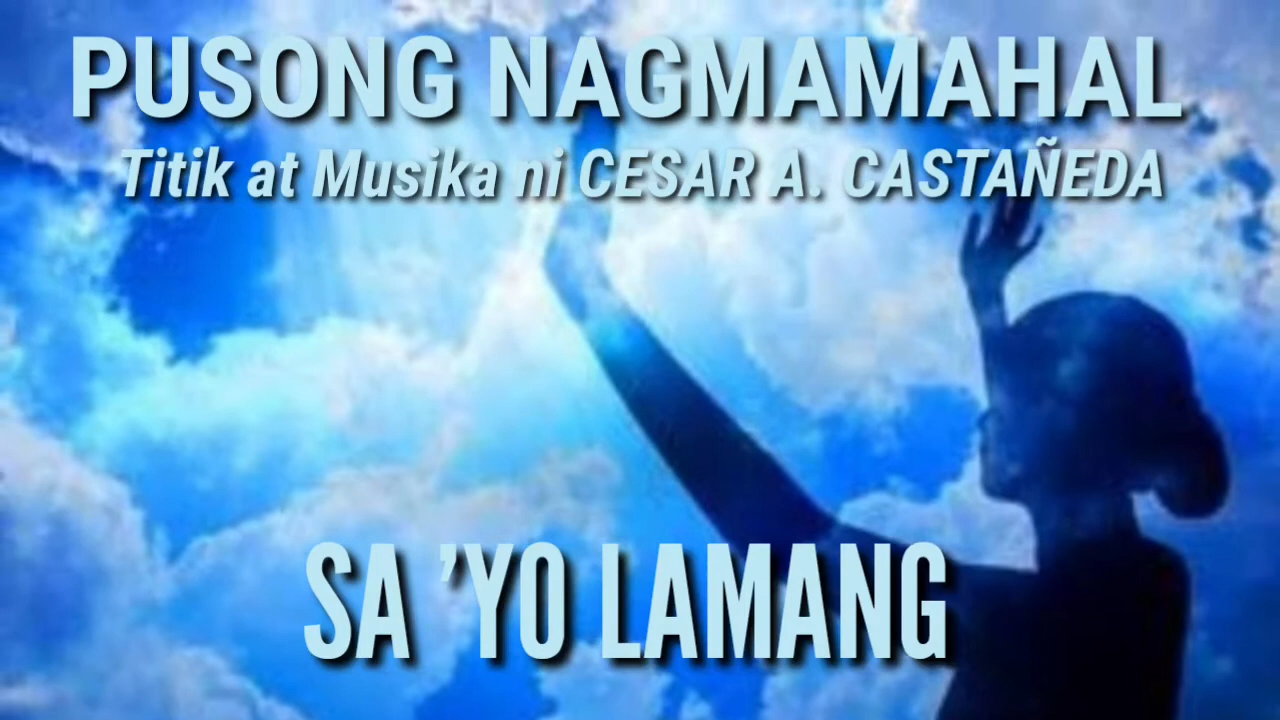 PUSONG NAGMAMAHAL
Titik at Musika ni CESAR A. CASTAÑEDA
SA 'YO LAMANG